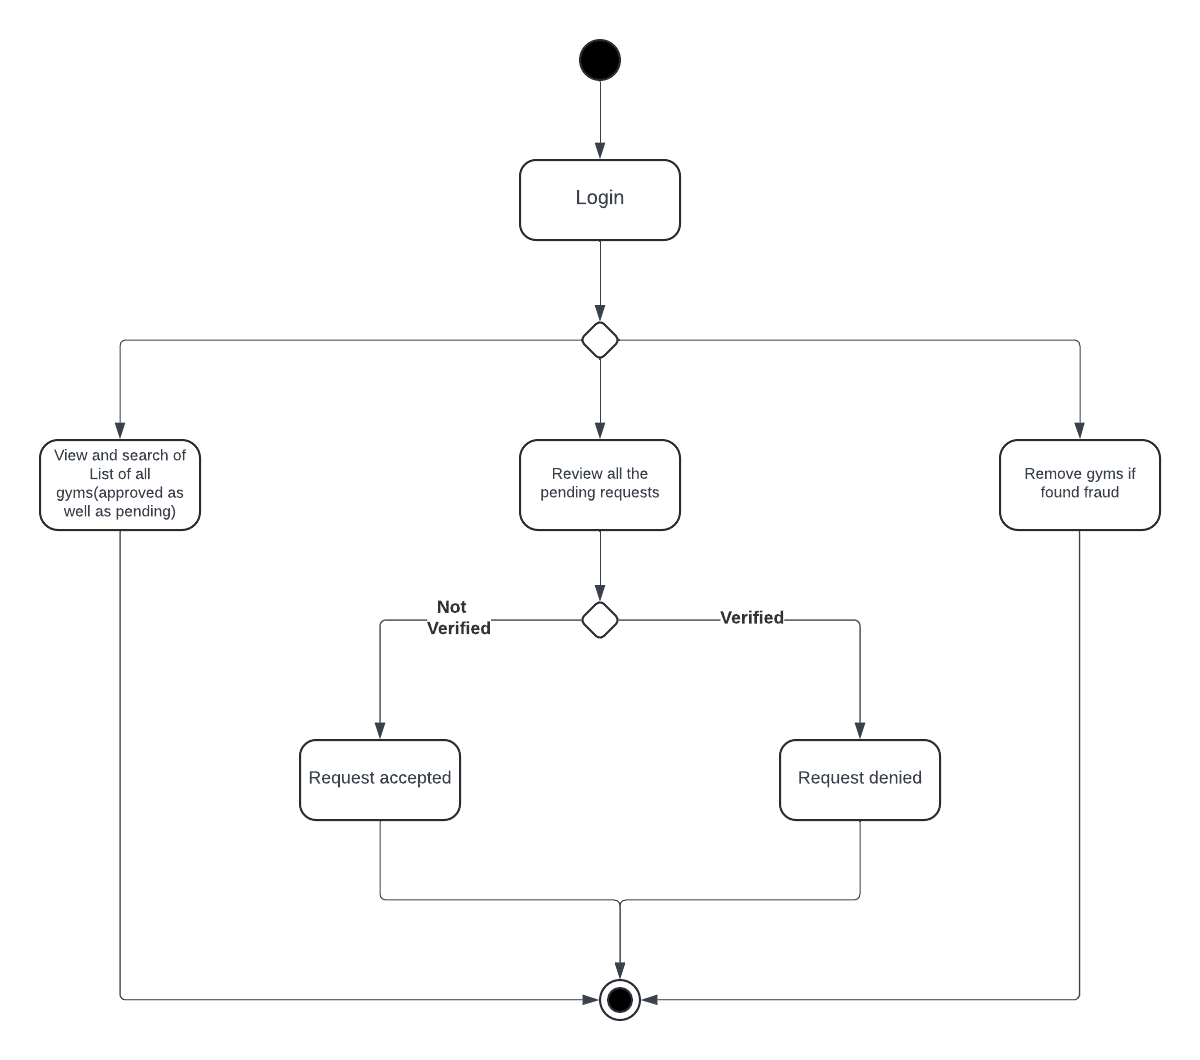 Login
View and search of
List of all
gyms(approved as
well as pending)
Review all the
pending requests
Remove gyms if
found fraud
Not
Verified
Verified
Request accepted
Request denied